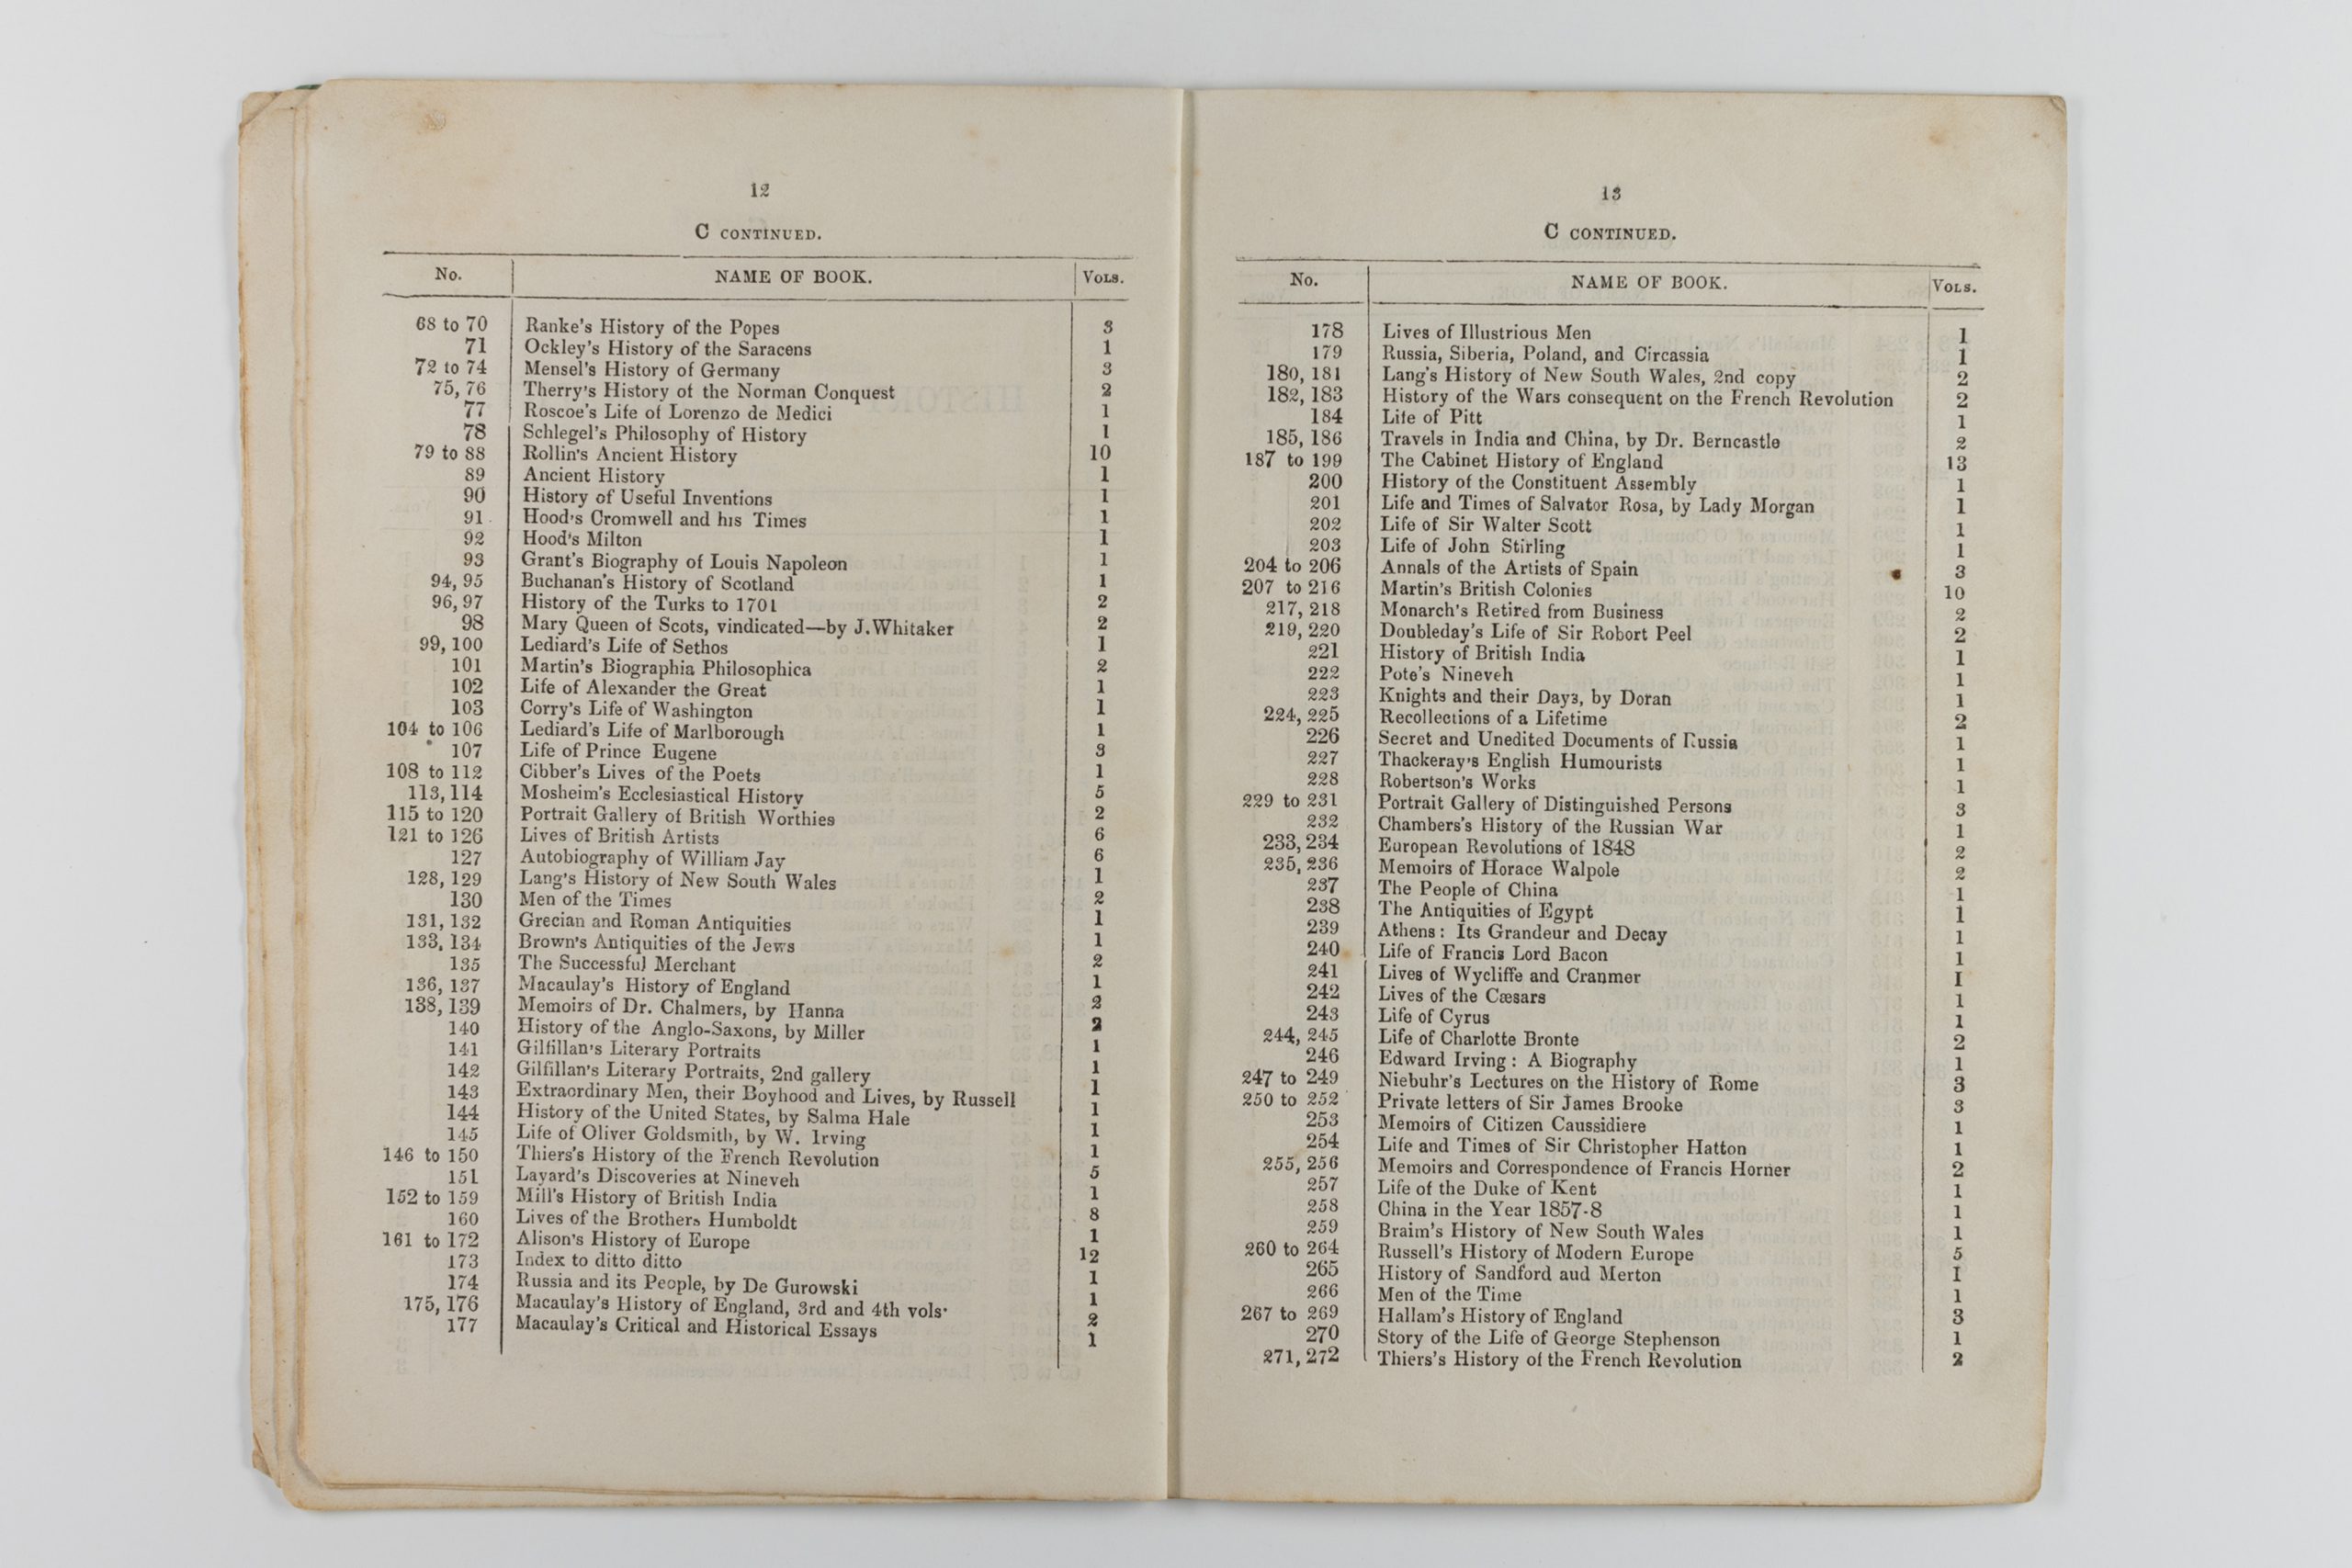 12
C CONTINUED.
No. NAME OF BOOK. VOLS.
68 to 70 Ranke's History of the Popes 3
71 Ockley's History of the Saracens 1
72 to 74 Mensel's History of Germany 3
75, 76 Therry's History of the Norman Conquest 2
77 Roscoe's Life of Lorenzo de Medici 1
78 Schlegel's Philosophy of History 1
79 to 88 Rollin's Ancient History 10
89 Ancient History 1
90 History of Useful Inventions 1
91 Hood's Cromwell and his Times 1
92 Hood's Milton 1
93 Grant's Biography of Louis Napoleon 1
94, 95 Buchanan's History of Scotland 1
96, 97 History of the Turks to 1701 2
98 Mary Queen of Scots, vindicated—by J. Whitaker 2
99, 100 Lediard's Life of Sethos 1
101 Martin's Biographia Philosophica 2
102 Life of Alexander the Great 1
103 Corry's Life of Washington 1
104 to 106 Lediard's Life of Marlborough 1
107 Life of Prince Eugene 3
108 to 112 Cibber's Lives of the Poets 1
113, 114 Mosheim's Ecclesiastical History 5
115 to 120 Portrait Gallery of British Worthies 2
121 to 126 Lives of British Artists 6
127 Autobiography of William Jay 6
128, 129 Lang's History of New South Wales 1
130 Men of the Times 2
131, 132 Grecian and Roman Antiquities 1
133, 134 Brown's Antiquities of the Jews 1
135 The Successful Merchant 2
136, 137 Macaulay's History of England 1
138, 139 Memoirs of Dr. Chalmers, by Hanna 2
140 History of the Anglo-Saxons, by Miller 2
141 Gilfillan's Literary Portraits 1
142 Gilfillan's Literary Portraits, 2nd gallery 1
143 Extraordinary Men, their Boyhood and Lives, by Russell 1
144 History of the United States, by Salma Hale 1
145 Life of Oliver Goldsmith, by W. Irving 1
146 to 150 Thiers's History of the French Revolution 1
151 Layard's Discoveries at Nineveh 5
152 to 159 Mill's History of British India 1
160 Lives of the Brothers Humboldt 8
161 to 172 Alison's History of Europe 1
173 Index to ditto ditto 12
174 Russia and its People, by De Gurowski 1
175, 176 Macaulay's History of England, 3rd and 4th vols. 1
177 Macaulay's Critical and Historical Essays 2
1
13
C CONTINUED.
No. NAME OF BOOK. VOLS.
178 Lives of Illustrious Men 1
179 Russia, Siberia, Poland, and Circassia 1
180, 181 Lang's History of New South Wales, 2nd copy 2
182, 183 History of the Wars consequent on the French Revolution 2
184 Life of Pitt 1
185, 186 Travels in India and China, by Dr. Berncastle 2
187 to 199 The Cabinet History of England 13
200 History of the Constituent Assembly 1
201 Life and Times of Salvator Rosa, by Lady Morgan 1
202 Life of Sir Walter Scott 1
203 Life of John Stirling 1
204 to 206 Annals of the Artists of Spain 3
207 to 216 Martin's British Colonies 10
217, 218 Monarch's Retired from Business 2
219, 220 Doubleday's Life of Sir Robort Peel 2
221 History of British India 1
222 Pote's Nineveh 1
223 Knights and their Days, by Doran 1
224, 225 Recollections of a Lifetime 2
226 Secret and Unedited Documents of Russia 1
227 Thackeray's English Humourists 1
228 Robertson's Works 1
229 to 231 Portrait Gallery of Distinguished Persons 3
232 Chambers's History of the Russian War 1
233, 234 European Revolutions of 1848 2
235, 236 Memoirs of Horace Walpole 2
237 The People of China 1
238 The Antiquities of Egypt 1
239 Athens: Its Grandeur and Decay 1
240 Life of Francis Lord Bacon 1
241 Lives of Wycliffe and Cranmer 1
242 Lives of the Cæsars 1
243 Life of Cyrus 1
244, 245 Life of Charlotte Bronte 2
246 Edward Irving: A Biography 1
247 to 249 Niebuhr's Lectures on the History of Rome 3
250 to 252 Private letters of Sir James Brooke 3
253 Memoirs of Citizen Caussidiere 1
254 Life and Times of Sir Christopher Hatton 1
255, 256 Memoirs and Correspondence of Francis Horner 2
257 Life of the Duke of Kent 1
258 China in the Year 1857-8 1
259 Braim's History of New South Wales 1
260 to 264 Russell's History of Modern Europe 5
265 History of Sandford aud Merton 1
266 Men of the Time 1
267 to 269 Hallam's History of England 3
270 Story of the Life of George Stephenson 1
271, 272 Thiers's History of the French Revolution 2